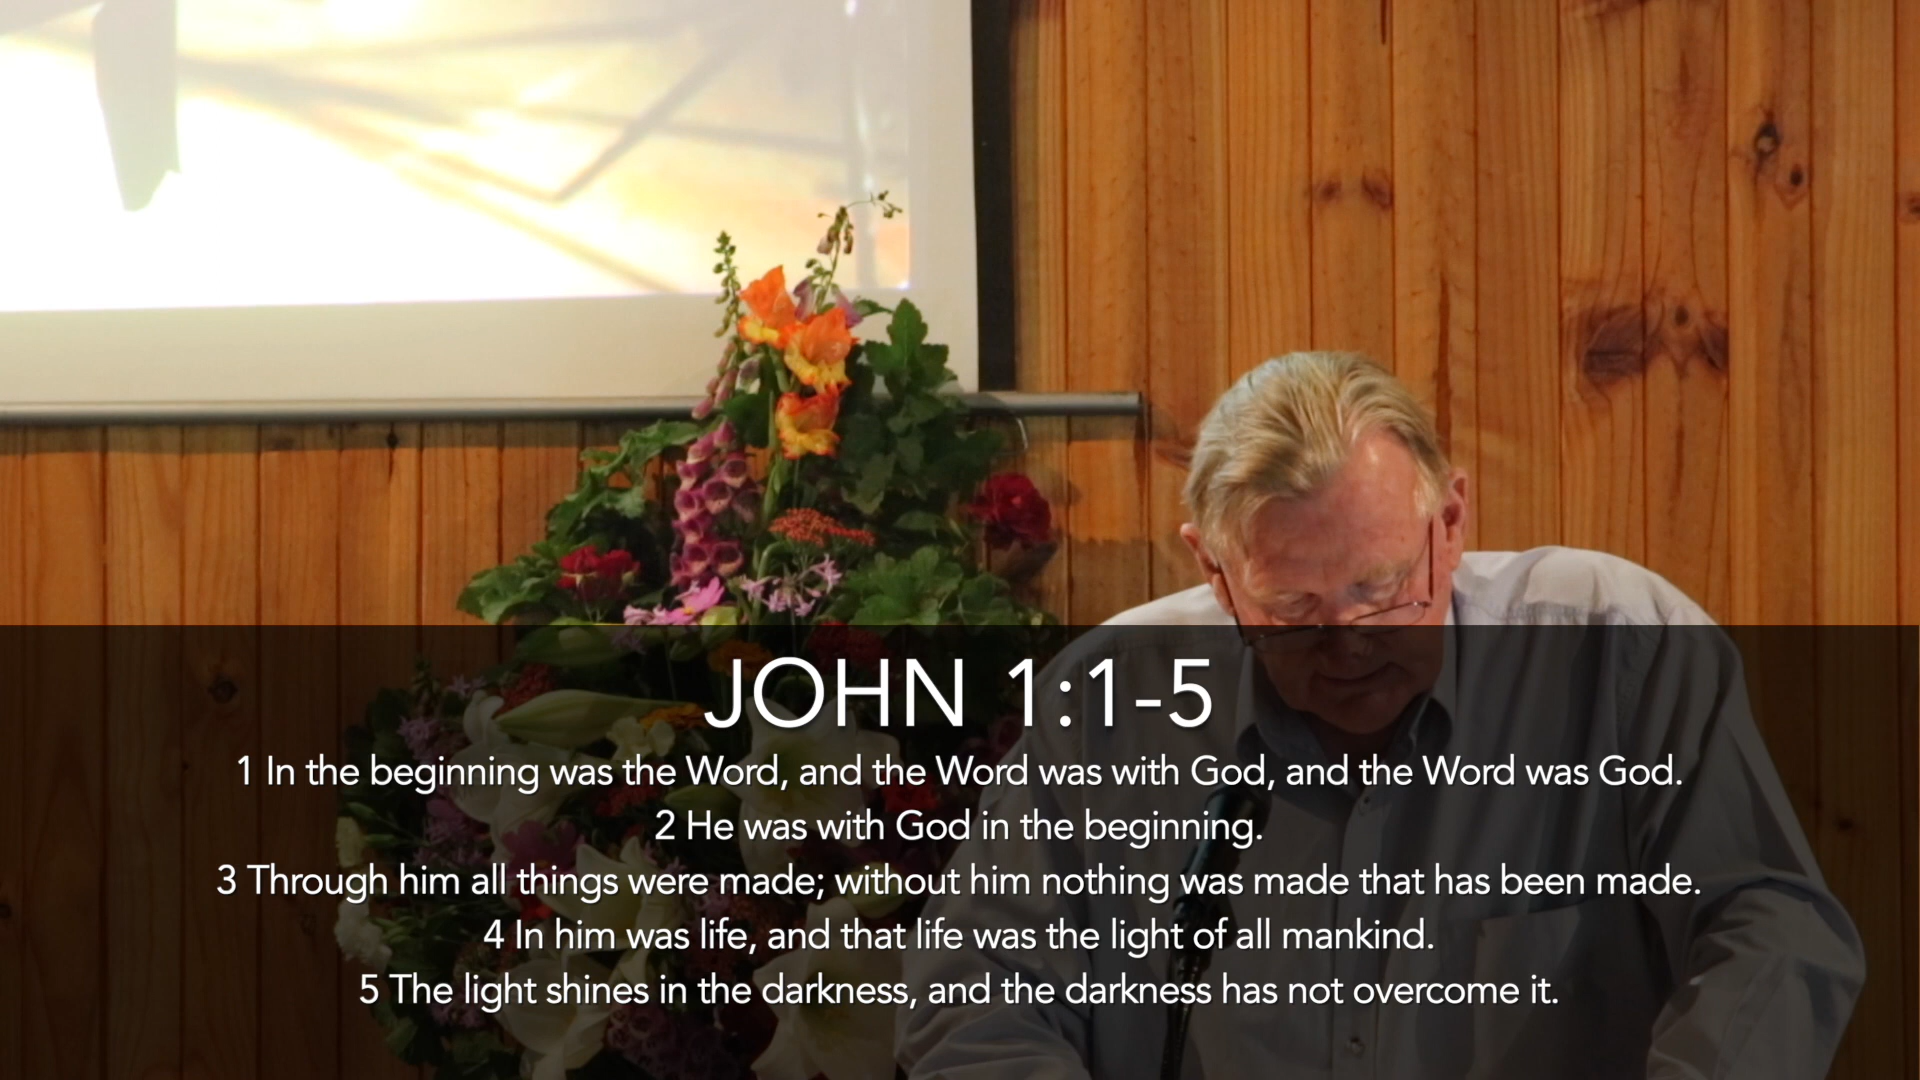 JOHN 1:1-5
1 In the beginning was the Word, and the Word was with God, and the Word was God.
2 He was with God in the beginning.
3 Through him all things were made; without him nothing was made that has been made.
4 In him was life, and that life was the light of all mankind.
5 The light shines in the darkness, and the darkness has not overcome it.